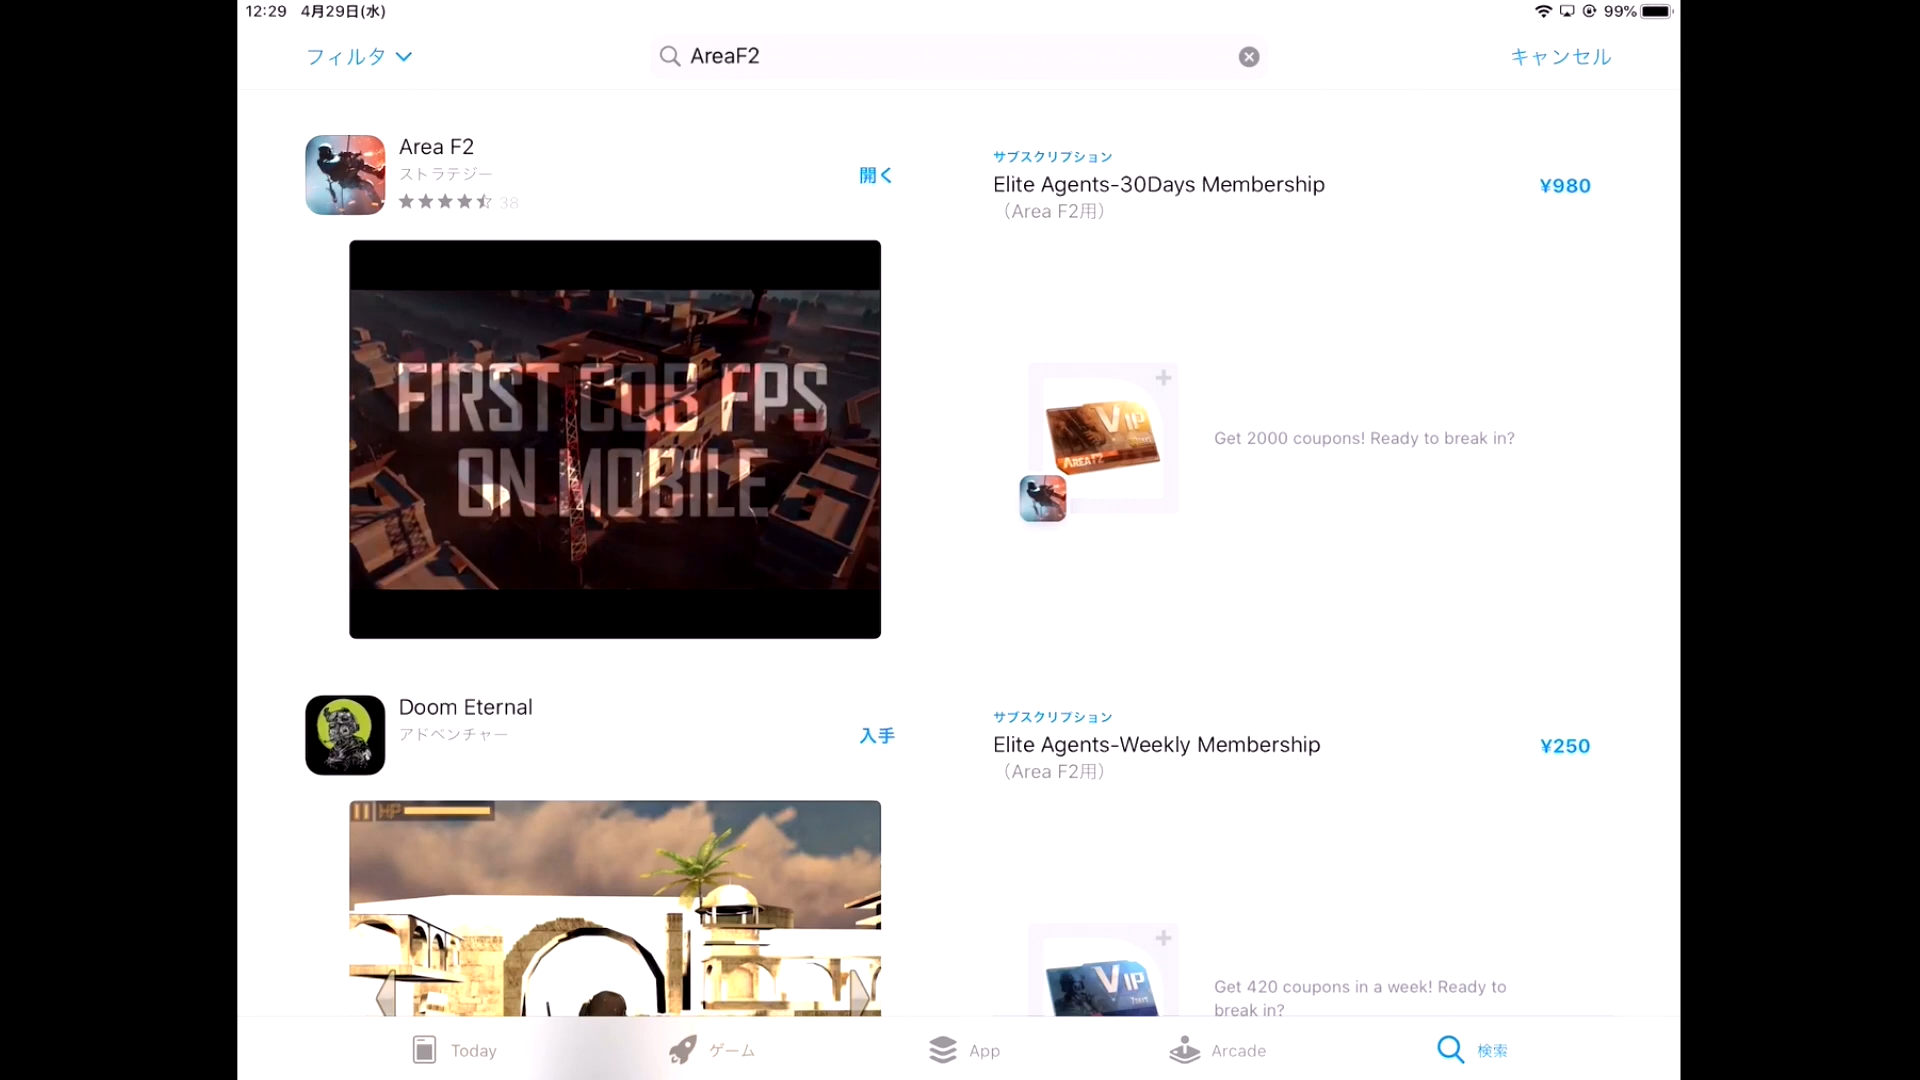 12:29 4月29日(水)
99%
フィルタ
AreaF2
キャンセル
Area F2
ストラテジー
38
開く
FIRST CQB FPS
ON MOBILE
サブスクリプション
Elite Agents-30Days Membership
（Area F2用）
¥980
VIP
AREAF2
Get 2000 coupons! Ready to break in?
Doom Eternal
アドベンチャー
入手
HP
サブスクリプション
Elite Agents-Weekly Membership
（Area F2用）
¥250
VIP
Get 420 coupons in a week! Ready to
break in?
Today
ゲーム
App
Arcade
検索